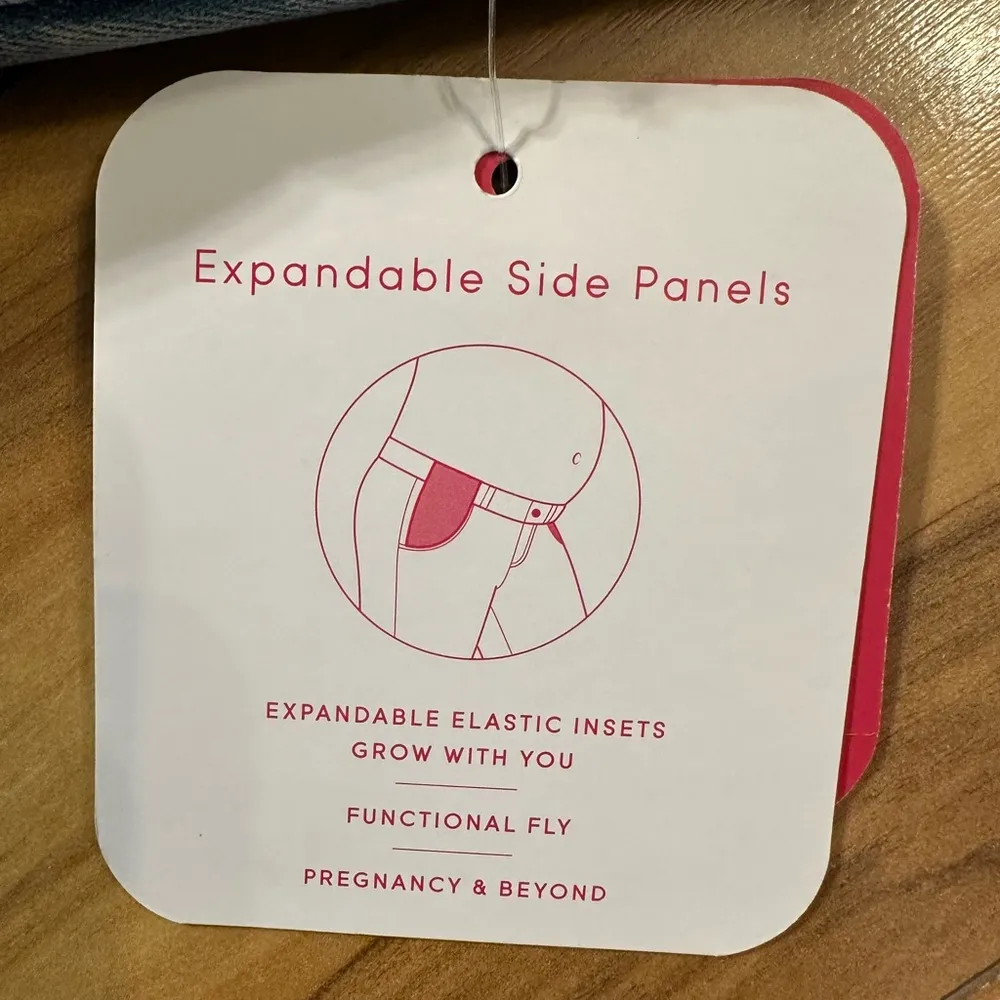 Expandable Side Panels
EXPANDABLE ELASTIC INSETS
GROW WITH YOU
FUNCTIONAL FLY
PREGNANCY & BEYOND